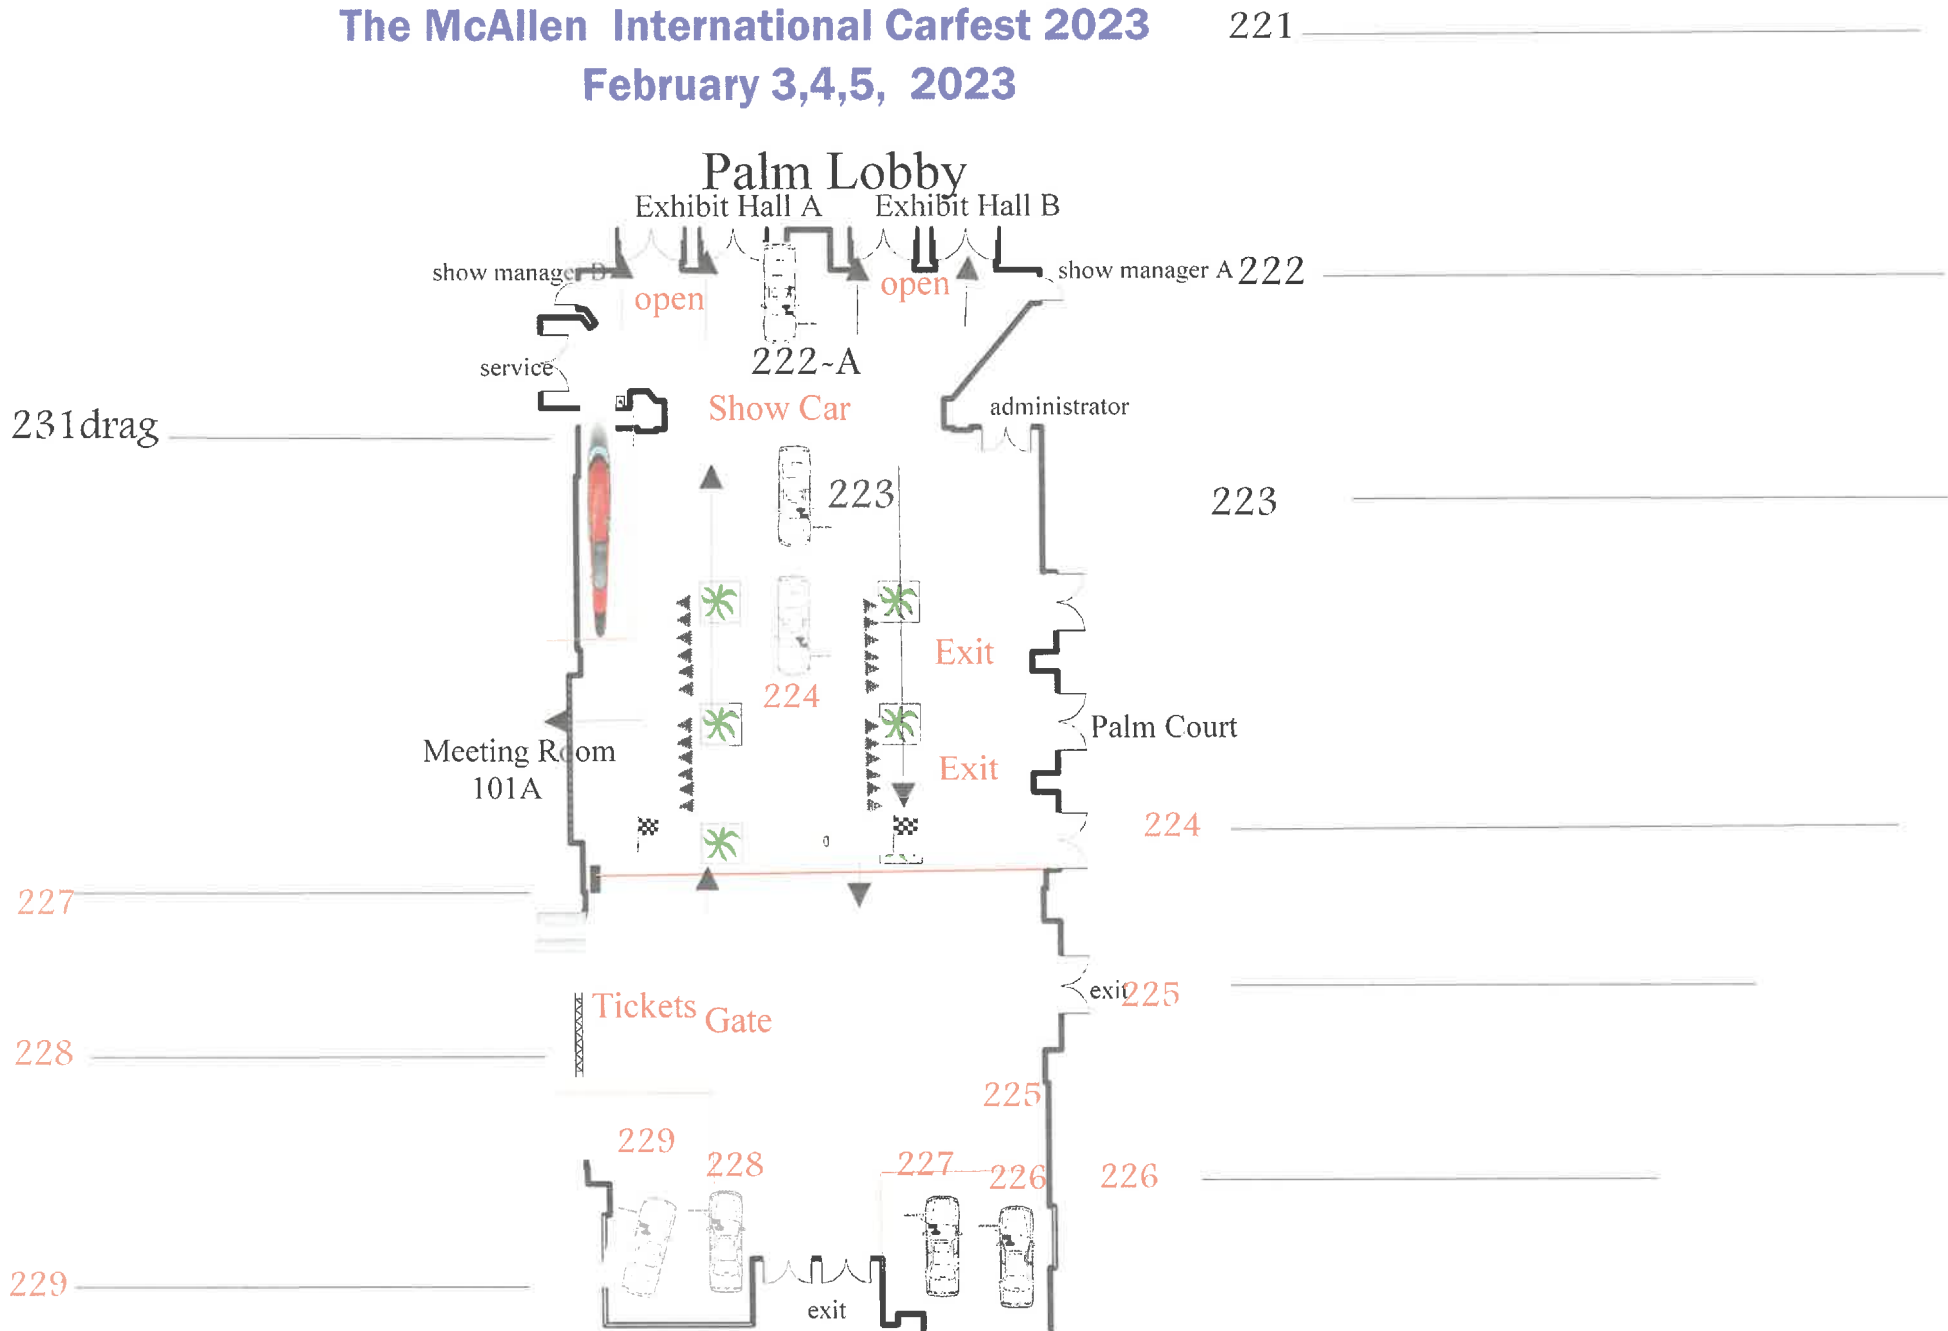 The McAllen International Carfest 2023
221
February 3,4,5, 2023
Palm Lobby
Exhibit Hall A
Exhibit Hall B
show manager B
open
open
show manager A
222
service
222-A
Show Car
administrator
231drag
223
223
Exit
224
Meeting Room
101A
Exit
Palm Court
224
227
Tickets
Gate
exit
225
228
225
229
228
227
226
226
229
exit